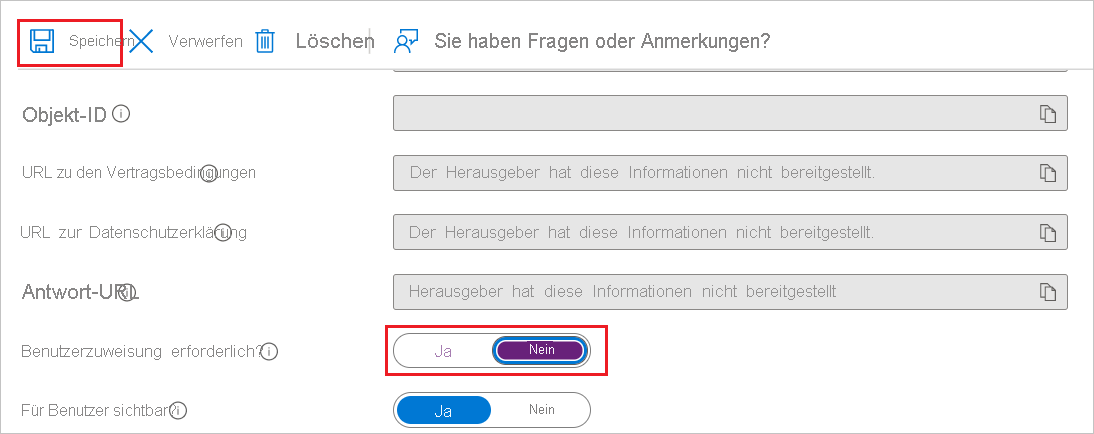 Speichern Verwerfen Löschen Sie haben Fragen oder Anmerkungen?
Objekt-ID
URL zu den Vertragsbedingungen Der Herausgeber hat diese Informationen nicht bereitgestellt.
URL zur Datenschutzerklärung Der Herausgeber hat diese Informationen nicht bereitgestellt.
Antwort-URL Herausgeber hat diese Informationen nicht bereitgestellt
Benutzerzuweisung erforderlich? Ja Nein
Für Benutzer sichtbar? Ja Nein